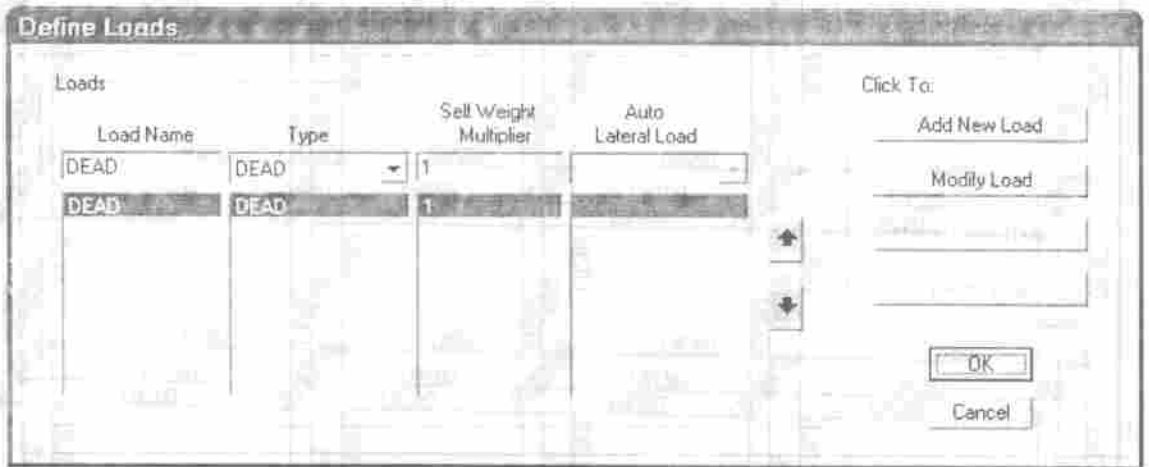 Define Loads
Loads
Click To:
Load Name Type Self Weight Multiplier Auto Lateral Load
DEAD DEAD 1
DEAD DEAD 1
Add New Load
Modify Load
OK
Cancel